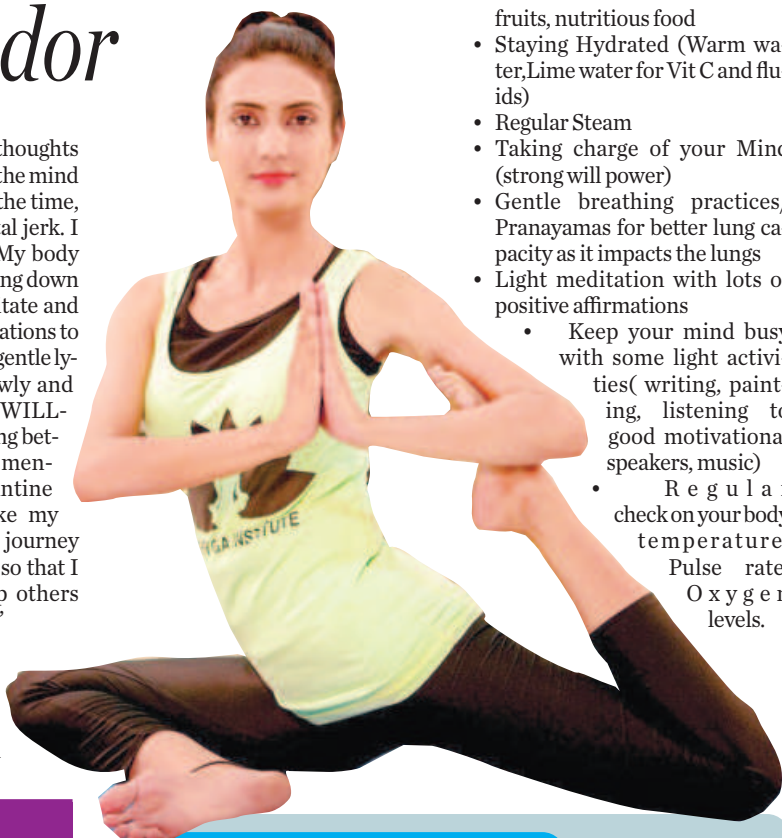 dor
thoughts
the mind
the time,
tal jerk. I
My body
ng down
tate and
ations to
gentle ly-
wly and
WILL-
ng bet-
men-
ntine
ke my
journey
so that I
p others
fruits, nutritious food
• Staying Hydrated (Warm wa
ter,Lime water for Vit C and flu
ids)
• Regular Steam
• Taking charge of your Mind
(strong will power)
• Gentle breathing practices,
Pranayamas for better lung ca
pacity as it impacts the lungs
• Light meditation with lots o
positive affirmations
• Keep your mind busy
with some light activi
ties( writing, paint
ing, listening to
good motivationa
speakers, music)
• Regula
check on your body
temperature
Pulse rate
Oxygen
levels.
GA INSTITUTE